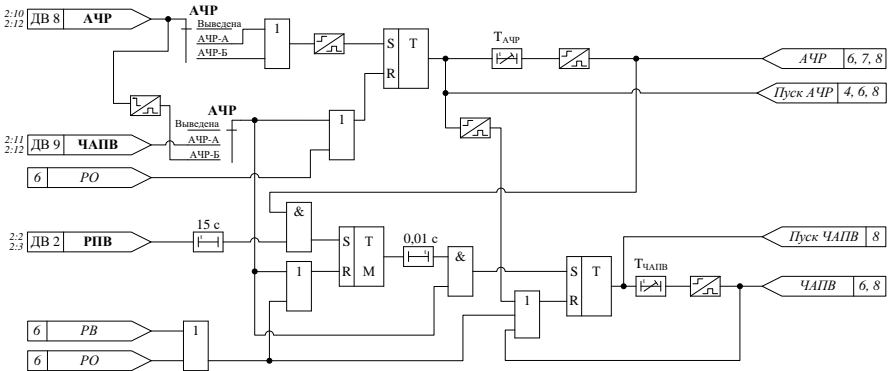 2:10
2:12
ДВ 8 АЧР
АЧР
Выведена
АЧР-А
АЧР-Б
1
S T
R
T АЧР
АЧР 6, 7, 8
Пуск АЧР 4, 6, 8
АЧР
Выведена
АЧР-А
АЧР-Б
1
2:11
2:12
ДВ 9 ЧАПВ
6 РО
2:2
2:3
ДВ 2 РПВ
15 с
&
S T
R М
1
0,01 с
&
S T
R
1
T ЧАПВ
Пуск ЧАПВ 8
ЧАПВ 6, 8
6 РВ
6 РО
1